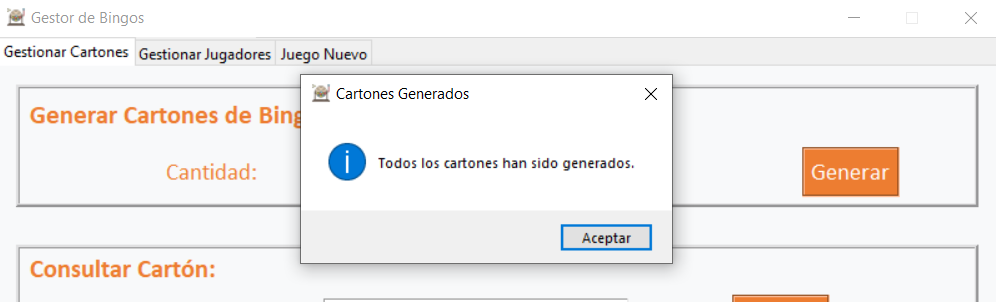 Gestor de Bingos
Gestionar Cartones Gestionar Jugadores Juego Nuevo
Cartones Generados
Generar Cartones de Bing
Todos los cartones han sido generados.
Cantidad:
Generar
Aceptar
Consultar Cartón: